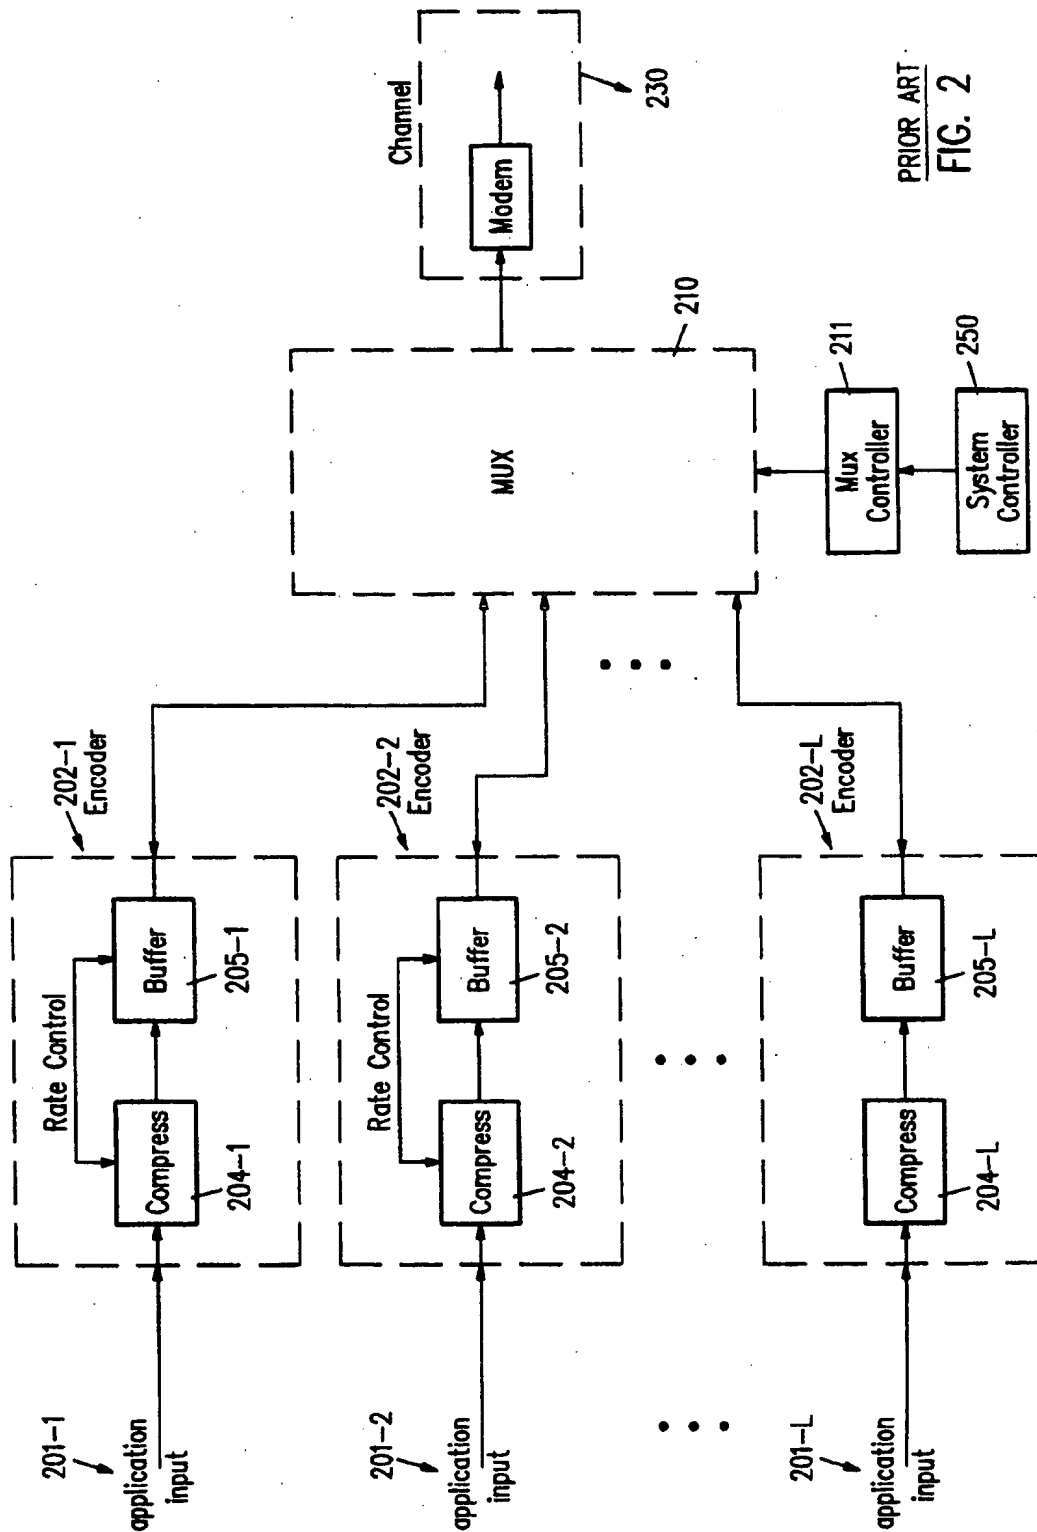 201-1
application
input
Rate Control
Compress
204-1
Buffer
205-1
202-1
Encoder
201-2
application
input
Rate Control
Compress
204-2
Buffer
205-2
202-2
Encoder
201-L
application
input
Compress
204-L
Buffer
205-L
202-L
Encoder
MUX
210
Mux
Controller
211
System
Controller
250
Channel
Modem
230
PRIOR ART
FIG. 2